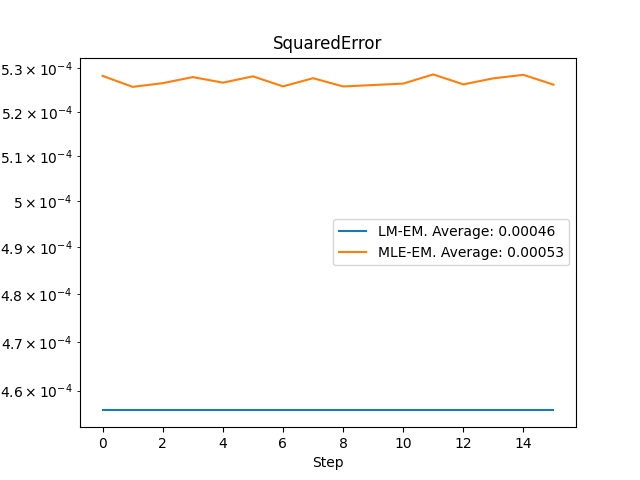 SquaredError
5.3 × 10⁻⁴
5.2 × 10⁻⁴
5.1 × 10⁻⁴
5 × 10⁻⁴
4.9 × 10⁻⁴
4.8 × 10⁻⁴
4.7 × 10⁻⁴
4.6 × 10⁻⁴
LM-EM. Average: 0.00046
MLE-EM. Average: 0.00053
0 2 4 6 8 10 12 14
Step